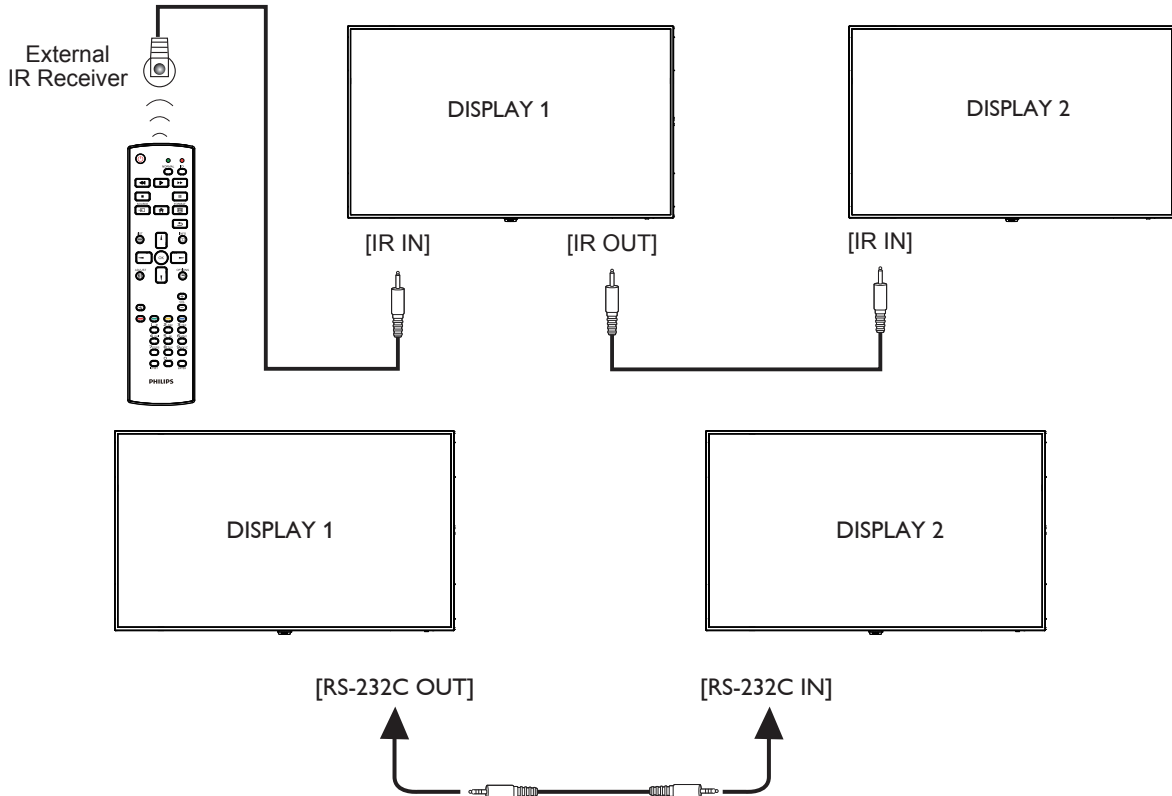 External
IR Receiver
DISPLAY 1
DISPLAY 2
[IR IN]
[IR OUT]
[IR IN]
PHILIPS
DISPLAY 1
DISPLAY 2
[RS-232C OUT]
[RS-232C IN]